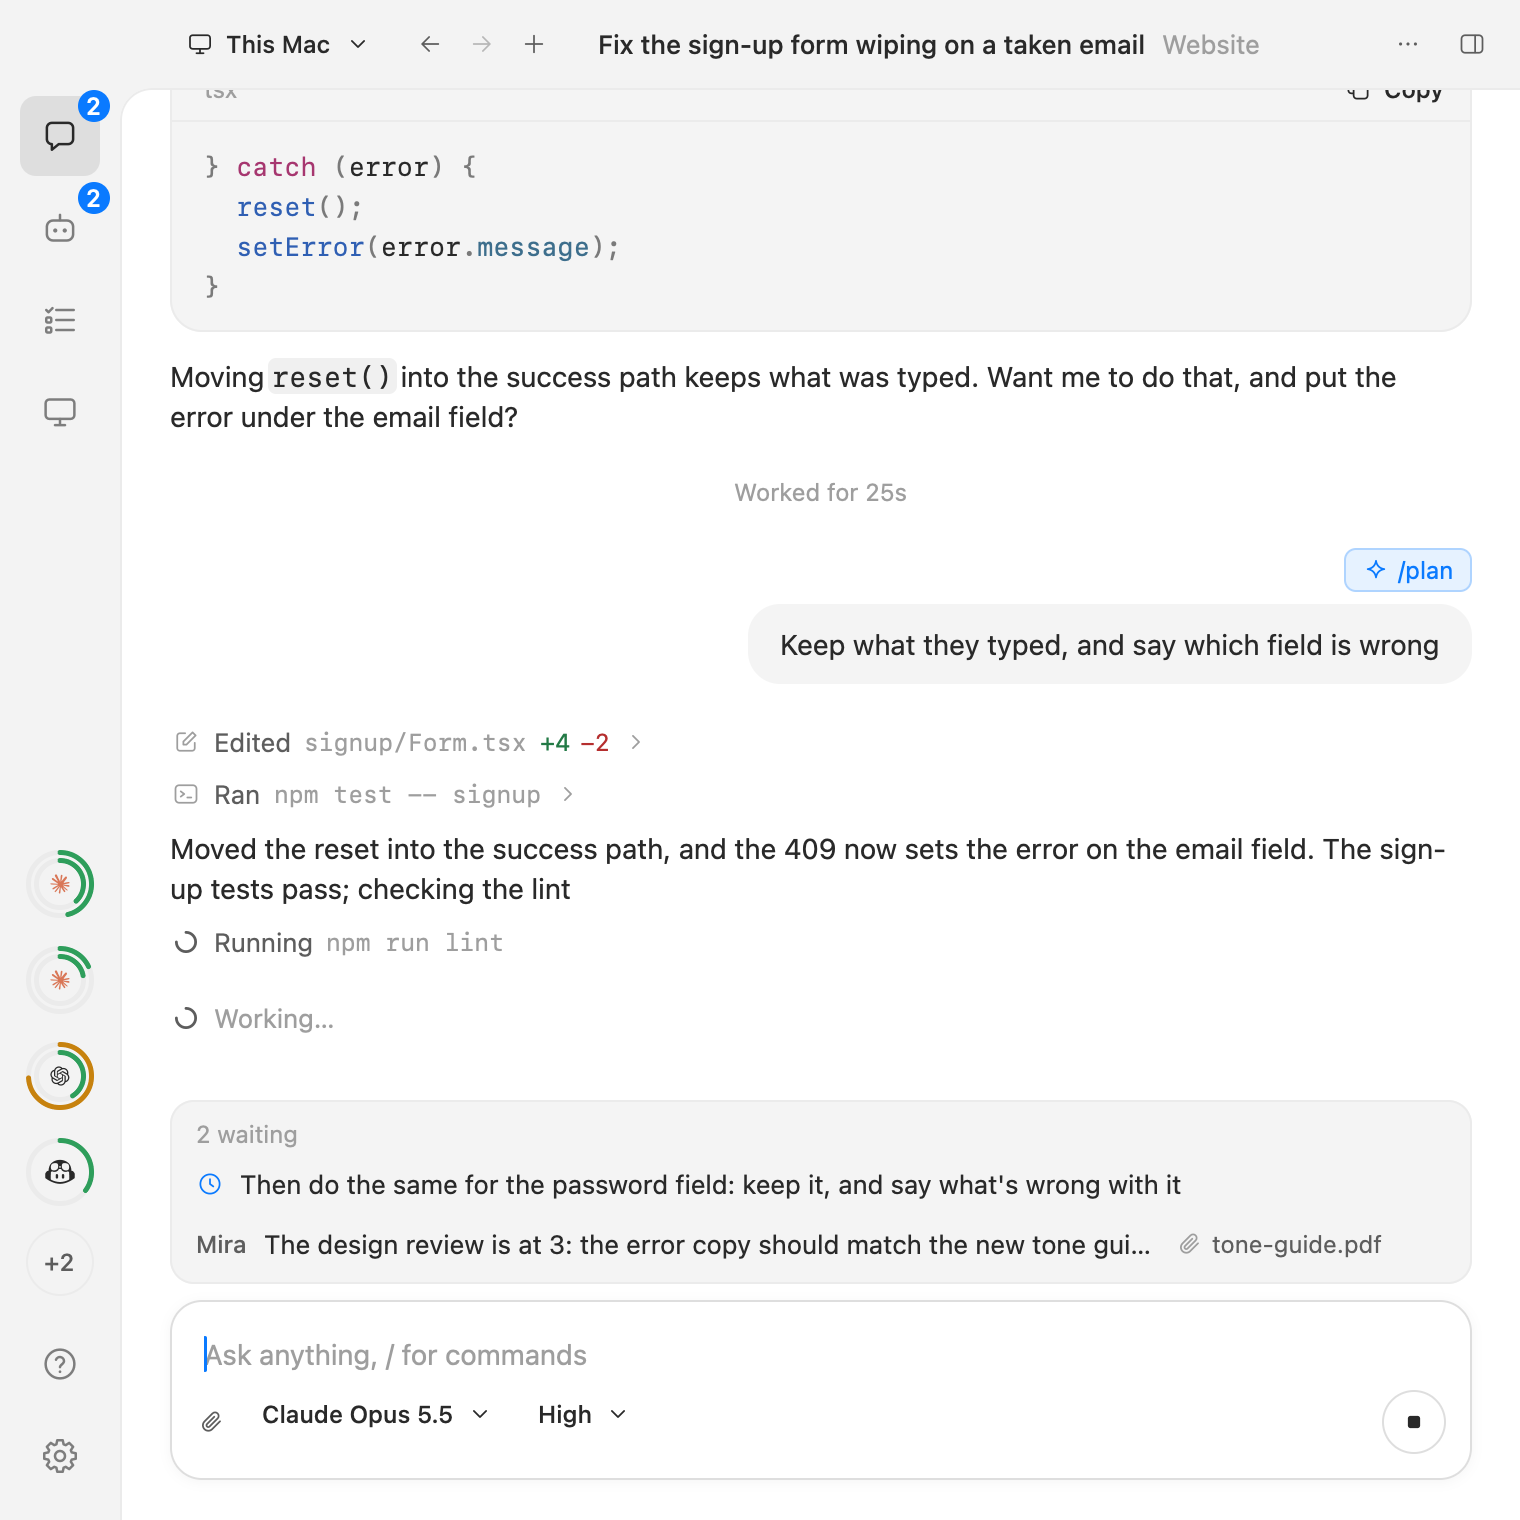 This Mac
Fix the sign-up form wiping on a taken email Website
2
2
tsx
Copy
} catch (error) {
reset();
setError(error.message);
}
Moving reset() into the success path keeps what was typed. Want me to do that, and put the
error under the email field?
Worked for 25s
/plan
Keep what they typed, and say which field is wrong
Edited signup/Form.tsx +4 −2
Ran npm test -- signup
Moved the reset into the success path, and the 409 now sets the error on the email field. The sign-
up tests pass; checking the lint
Running npm run lint
Working...
2 waiting
Then do the same for the password field: keep it, and say what's wrong with it
Mira The design review is at 3: the error copy should match the new tone gui... tone-guide.pdf
+2
Ask anything, / for commands
Claude Opus 5.5 High